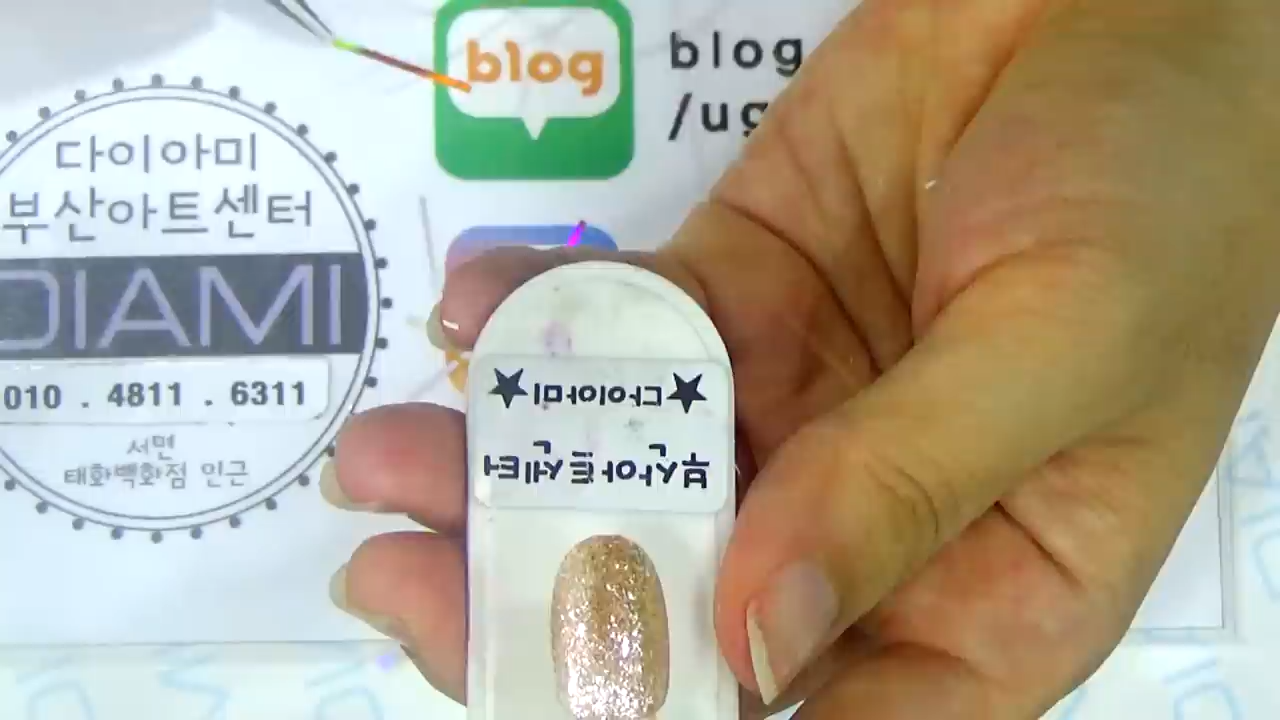 다이아미
부산아트센터
DIAMI
010 . 4811 . 6311
서면
태화백화점 인근
blog
blog
/ug
★다이아미★
부산아트센터